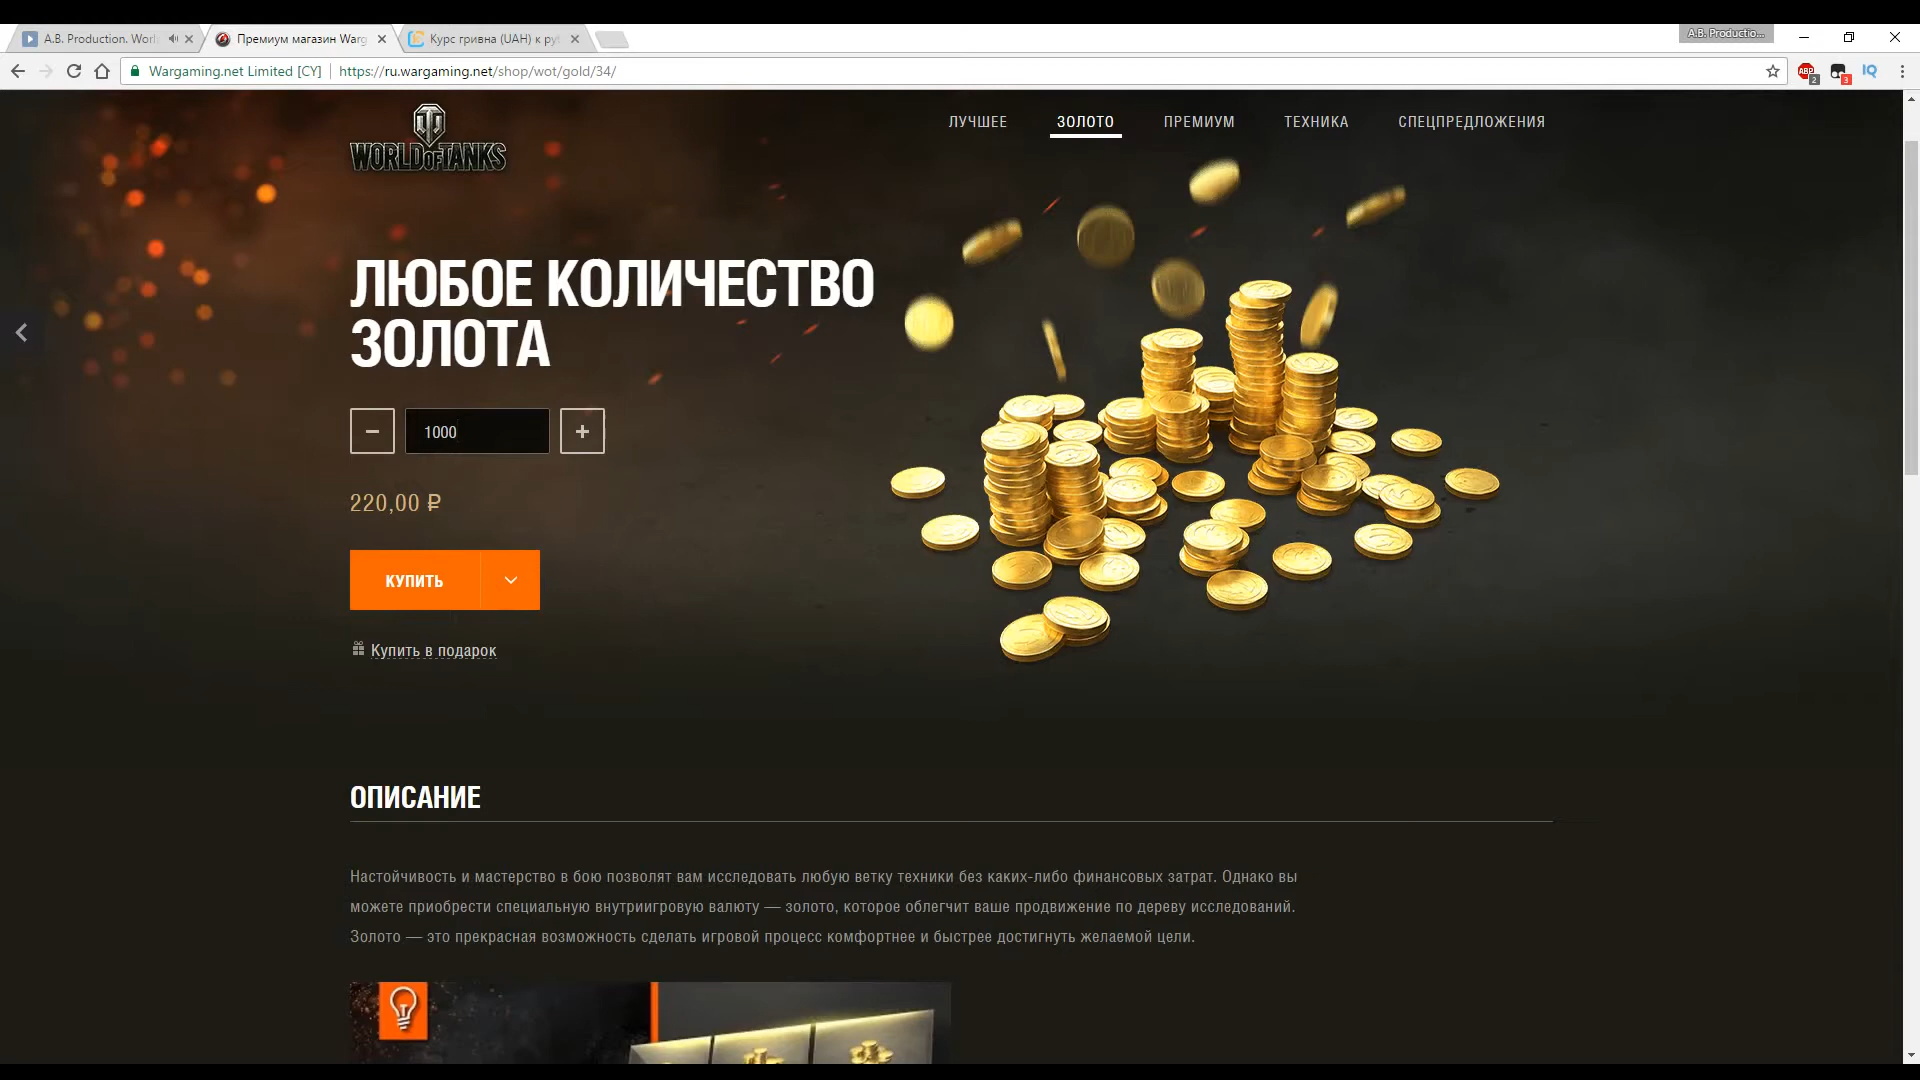 A.B. Production. Worl
Премиум магазин Warg
Курс гривна (UAH) к ру
A.B. Productio...
Wargaming.net Limited [CY]
https://ru.wargaming.net/shop/wot/gold/34/
ABP
2
3
IQ
WORLD OF TANKS
ЛУЧШЕЕ
ЗОЛОТО
ПРЕМИУМ
ТЕХНИКА
СПЕЦПРЕДЛОЖЕНИЯ
ЛЮБОЕ КОЛИЧЕСТВО
ЗОЛОТА
1000
220,00 ₽
КУПИТЬ
Купить в подарок
ОПИСАНИЕ
Настойчивость и мастерство в бою позволят вам исследовать любую ветку техники без каких-либо финансовых затрат. Однако вы
можете приобрести специальную внутриигровую валюту — золото, которое облегчит ваше продвижение по дереву исследований.
Золото — это прекрасная возможность сделать игровой процесс комфортнее и быстрее достигнуть желаемой цели.